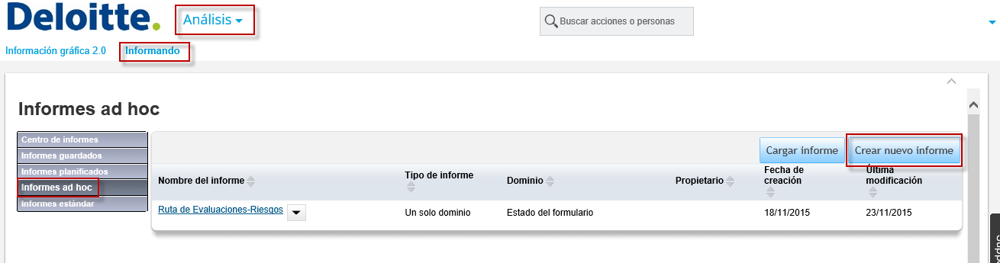 Deloitte.
Análisis
Buscar acciones o personas
Información gráfica 2.0
Informando
Informes ad hoc
Centro de informes
Informes guardados
Informes planificados
Informes ad hoc
Informes estándar
Cargar informe
Crear nuevo informe
Nombre del informe
Tipo de informe
Dominio
Propietario
Fecha de
creación
Última
modificación
Ruta de Evaluaciones-Riesgos
Un solo dominio
Estado del formulario
18/11/2015
23/11/2015